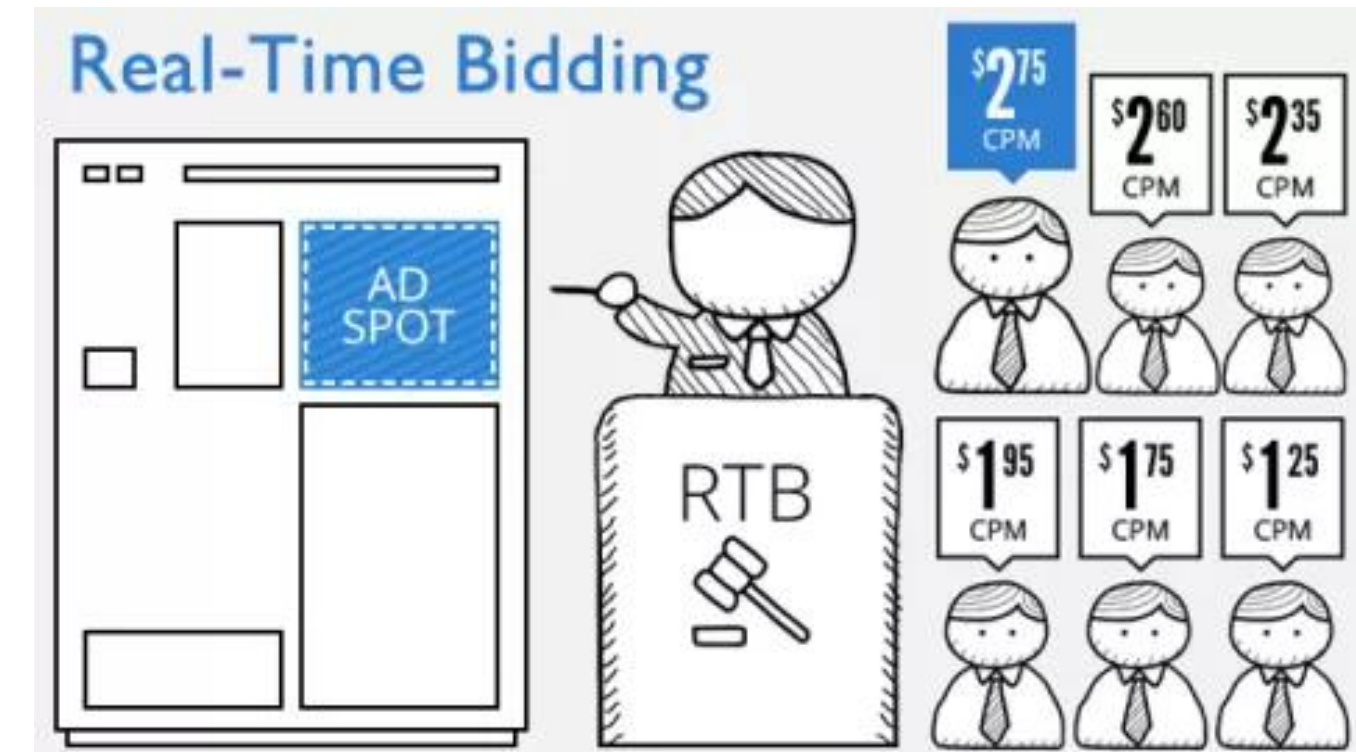 Real-Time Bidding
AD
SPOT
RTB
$2 75
CPM
$2 60
CPM
$2 35
CPM
$1 95
CPM
$1 75
CPM
$1 25
CPM